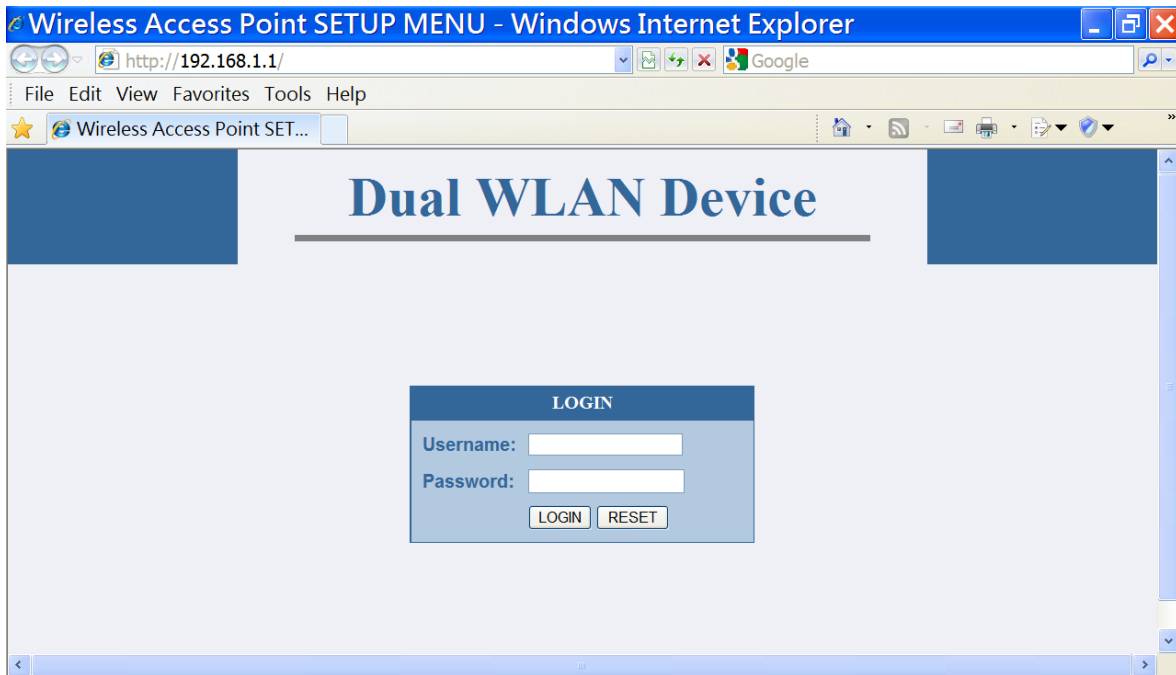 Wireless Access Point SETUP MENU - Windows Internet Explorer
http://192.168.1.1/ Google
File Edit View Favorites Tools Help
Wireless Access Point SET... »
Dual WLAN Device
LOGIN
Username:
Password:
LOGIN RESET